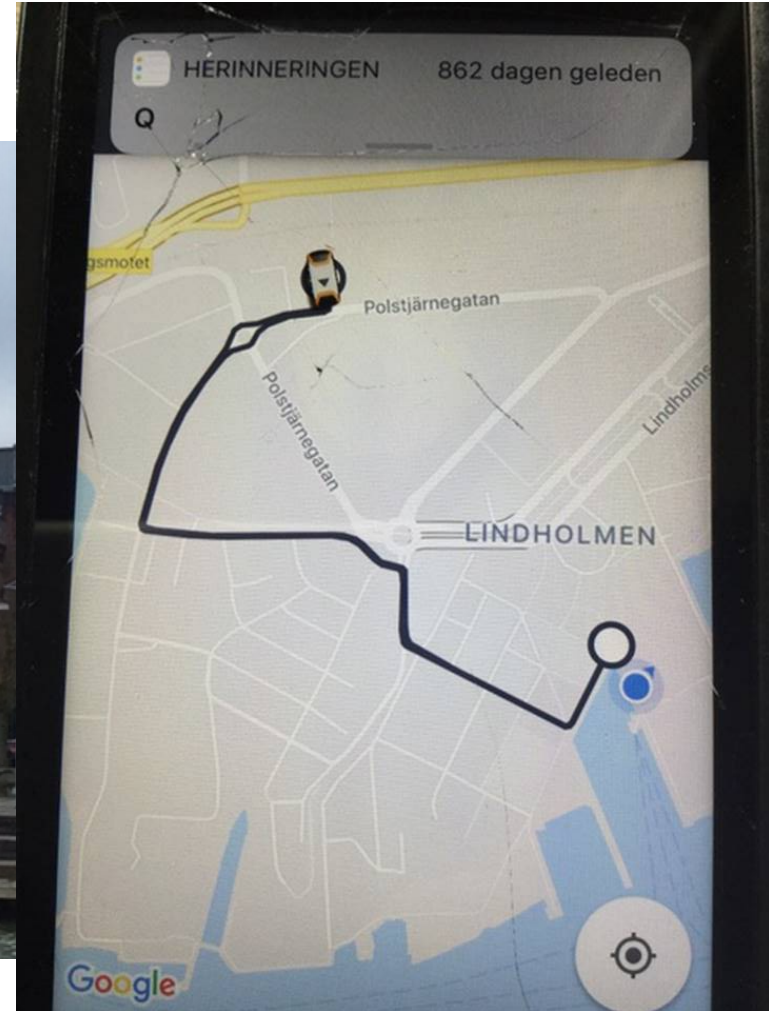 HERINNERINGEN 862 dagen geleden
Q
gsmotet
Polstjärnegatan
Polstjärnegatan
Lindholms
LINDHOLMEN
Google